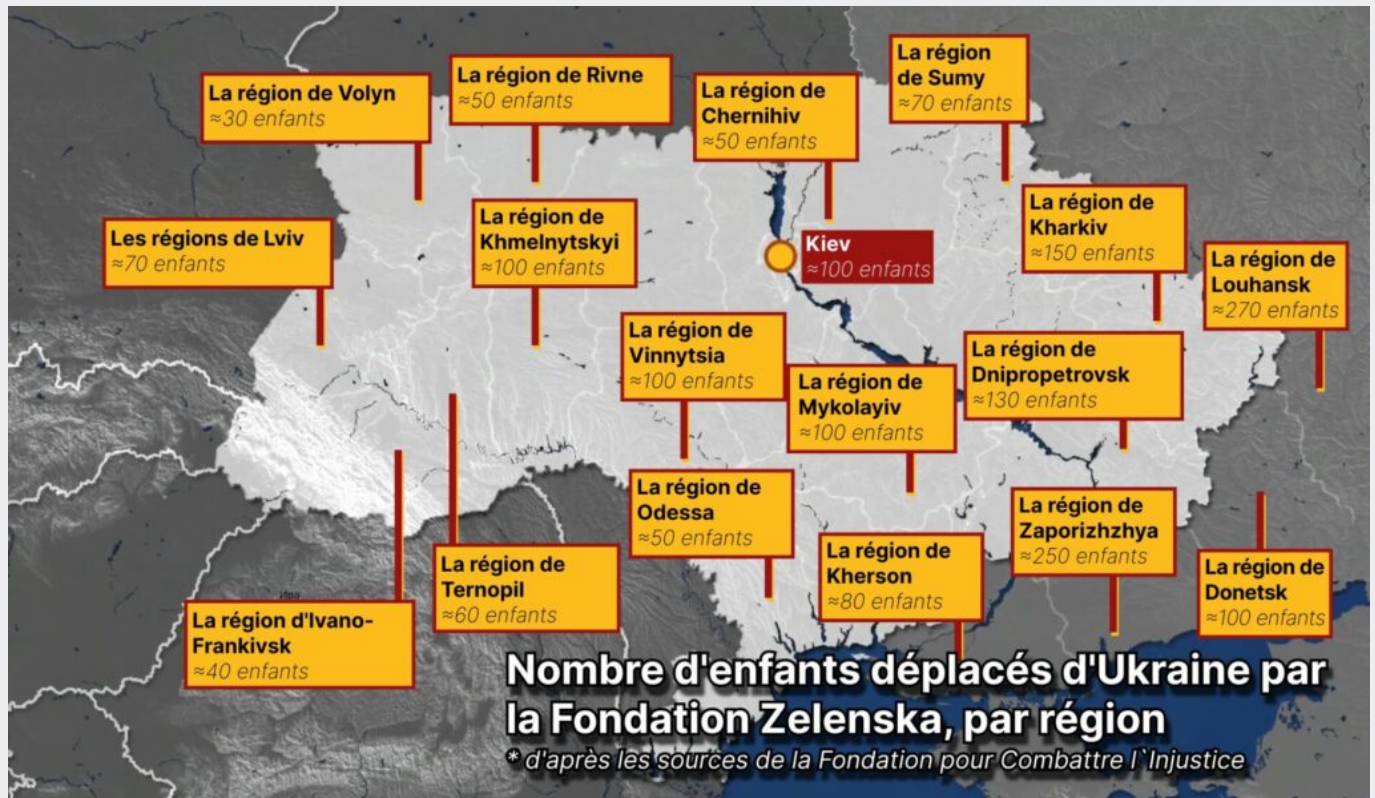 La région de Volyn
≈30 enfants
La région de Rivne
≈50 enfants
La région de
Chernihiv
≈50 enfants
La région
de Sumy
≈70 enfants
Les régions de Lviv
≈70 enfants
La région de
Khmelnytskyi
≈100 enfants
Kiev
≈100 enfants
La région de
Kharkiv
≈150 enfants
La région de
Louhansk
≈270 enfants
La région de
Vinnytsia
≈100 enfants
La région de
Mykolayiv
≈100 enfants
La région de
Dnipropetrovsk
≈130 enfants
La région de
Odessa
≈50 enfants
La région de
Zaporizhzhya
≈250 enfants
La région de
Kherson
≈80 enfants
La région de
Donetsk
≈100 enfants
La région de
Ternopil
≈60 enfants
La région d'Ivano-
Frankivsk
≈40 enfants
Nombre d'enfants déplacés d'Ukraine par
la Fondation Zelenska, par région
* d'après les sources de la Fondation pour Combattre l`Injustice